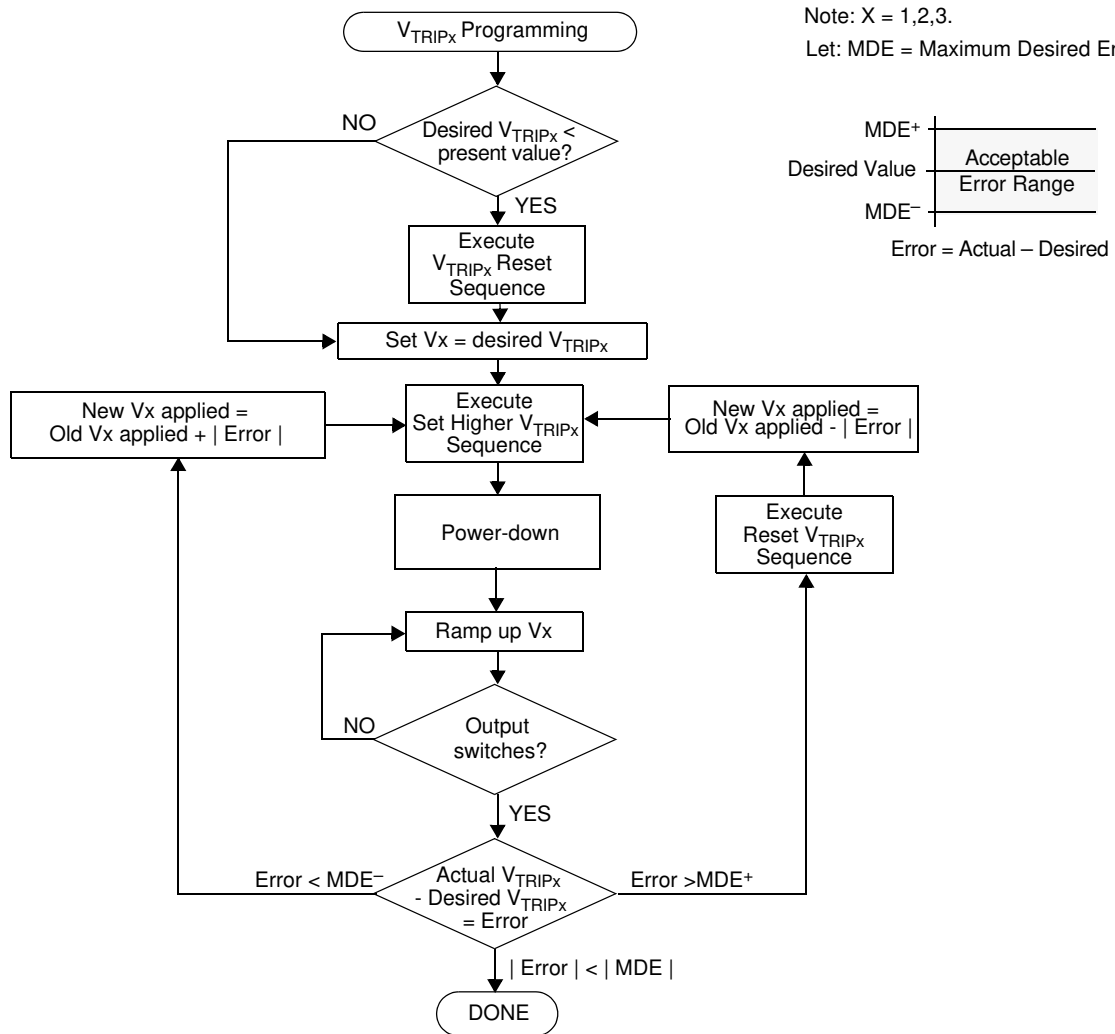 V_TRIPx Programming
Note: X = 1,2,3.
Let: MDE = Maximum Desired Er
NO
Desired V_TRIPx <
present value?
YES
MDE⁺
Desired Value
MDE⁻
Acceptable
Error Range
Error = Actual – Desired
Execute
V_TRIPx Reset
Sequence
Set Vx = desired V_TRIPx
New Vx applied =
Old Vx applied + | Error |
Execute
Set Higher V_TRIPx
Sequence
New Vx applied =
Old Vx applied - | Error |
Power-down
Execute
Reset V_TRIPx
Sequence
Ramp up Vx
NO
Output
switches?
YES
Error < MDE⁻
Actual V_TRIPx
- Desired V_TRIPx
= Error
Error >MDE⁺
| Error | < | MDE |
DONE